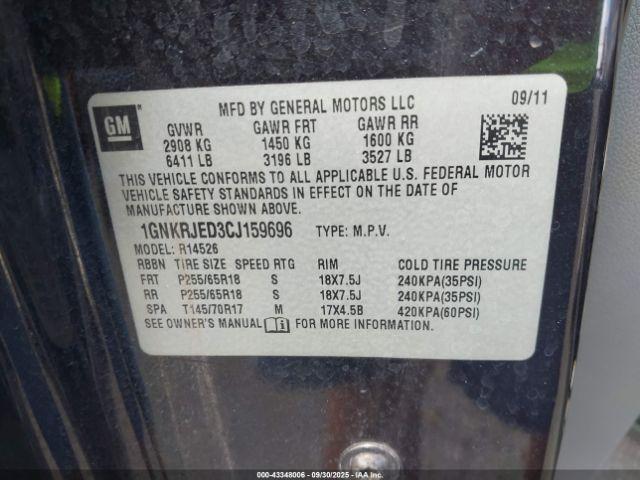 GM
MFD BY GENERAL MOTORS LLC 09/11
GVWR GAWR FRT GAWR RR
2908 KG 1450 KG 1600 KG
6411 LB 3196 LB 3527 LB
THIS VEHICLE CONFORMS TO ALL APPLICABLE U.S. FEDERAL MOTOR
VEHICLE SAFETY STANDARDS IN EFFECT ON THE DATE OF
MANUFACTURE SHOWN ABOVE.
1GNKRJED3CJ159696 TYPE: M.P.V.
MODEL: R14526
RBBN TIRE SIZE SPEED RTG RIM COLD TIRE PRESSURE
FRT P255/65R18 S 18X7.5J 240KPA(35PSI)
RR P255/65R18 S 18X7.5J 240KPA(35PSI)
SPA T145/70R17 M 17X4.5B 420KPA(60PSI)
SEE OWNER'S MANUAL FOR MORE INFORMATION.
000-43348006 - 09/30/2025 - iaai.com